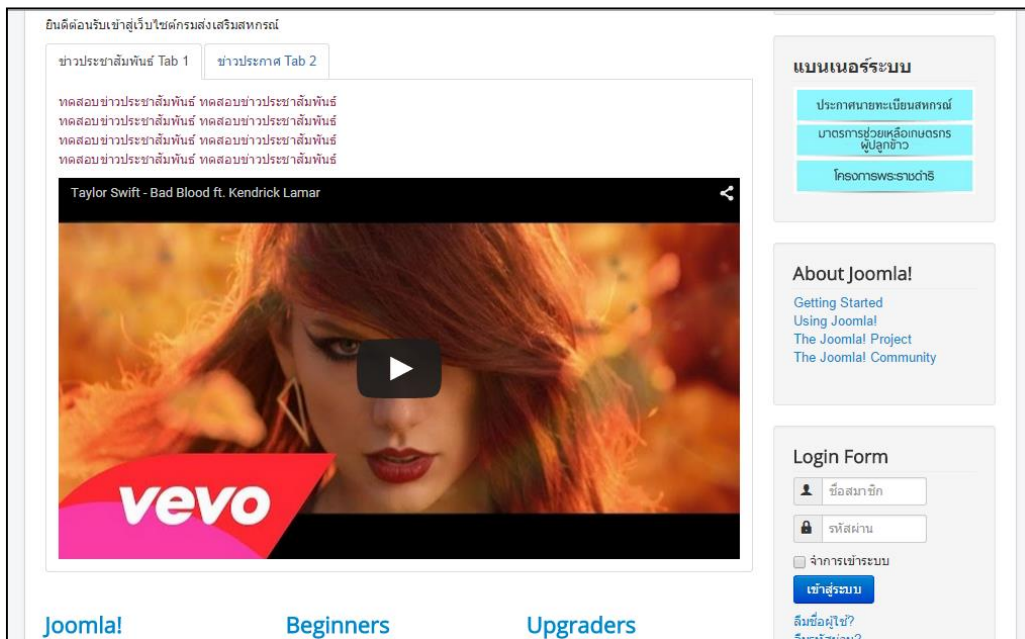 ยินดีต้อนรับเข้าสู่เว็บไซต์กรมส่งเสริมสหกรณ์
ข่าวประชาสัมพันธ์ Tab 1
ข่าวประกาศ Tab 2
ทดสอบข่าวประชาสัมพันธ์ ทดสอบข่าวประชาสัมพันธ์
ทดสอบข่าวประชาสัมพันธ์ ทดสอบข่าวประชาสัมพันธ์
ทดสอบข่าวประชาสัมพันธ์ ทดสอบข่าวประชาสัมพันธ์
ทดสอบข่าวประชาสัมพันธ์ ทดสอบข่าวประชาสัมพันธ์
Taylor Swift - Bad Blood ft. Kendrick Lamar
vevo
Joomla!
Beginners
Upgraders
แบนเนอร์ระบบ
ประกาศนายทะเบียนสหกรณ์
มาตรการช่วยเหลือเกษตรกร
ผู้ปลูกข้าว
โครงการพระราชดำริ
About Joomla!
Getting Started
Using Joomla!
The Joomla! Project
The Joomla! Community
Login Form
ชื่อสมาชิก
รหัสผ่าน
จำการเข้าระบบ
เข้าสู่ระบบ
ลืมชื่อผู้ใช้?
ลืมรหัสผ่าน?